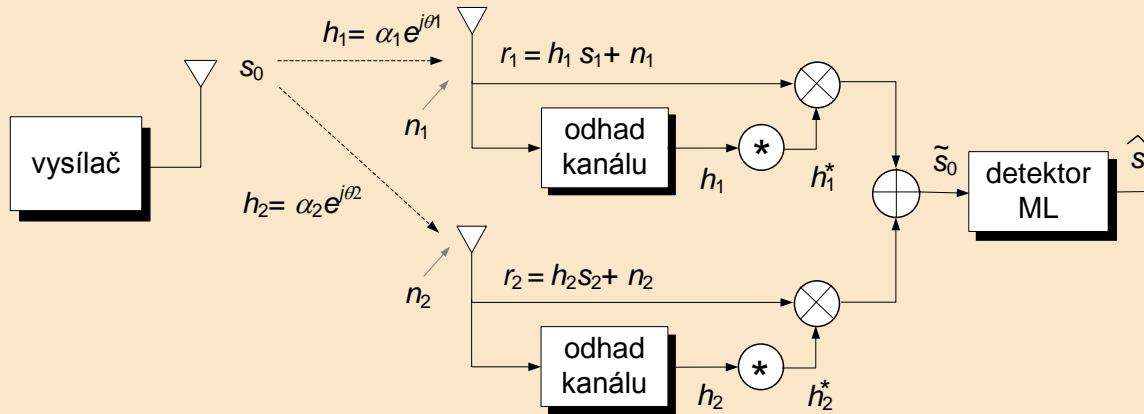 h₁= α₁e^{jθ1}
s₀
r₁ = h₁ s₁+ n₁
n₁
odhad
kanálu
h₁
*
h₁*
vysílač
s̃₀
detektor
ML
ŝ
h₂= α₂e^{jθ2}
n₂
r₂ = h₂s₂+ n₂
odhad
kanálu
h₂
*
h₂*